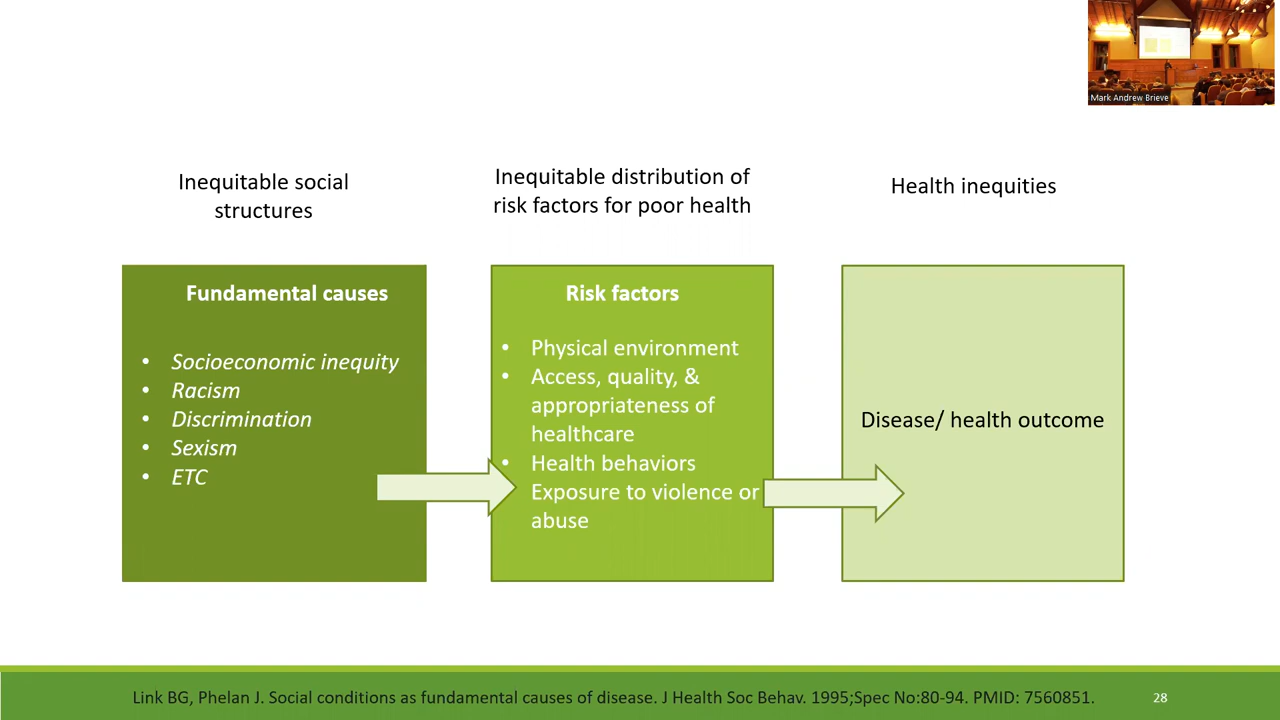 Mark Andrew Brieve
Inequitable social
structures
Inequitable distribution of
risk factors for poor health
Health inequities
Fundamental causes
• Socioeconomic inequity
• Racism
• Discrimination
• Sexism
• ETC
Risk factors
• Physical environment
• Access, quality, &
appropriateness of
healthcare
• Health behaviors
Exposure to violence or
abuse
Disease/ health outcome
Link BG, Phelan J. Social conditions as fundamental causes of disease. J Health Soc Behav. 1995;Spec No:80-94. PMID: 7560851.
28